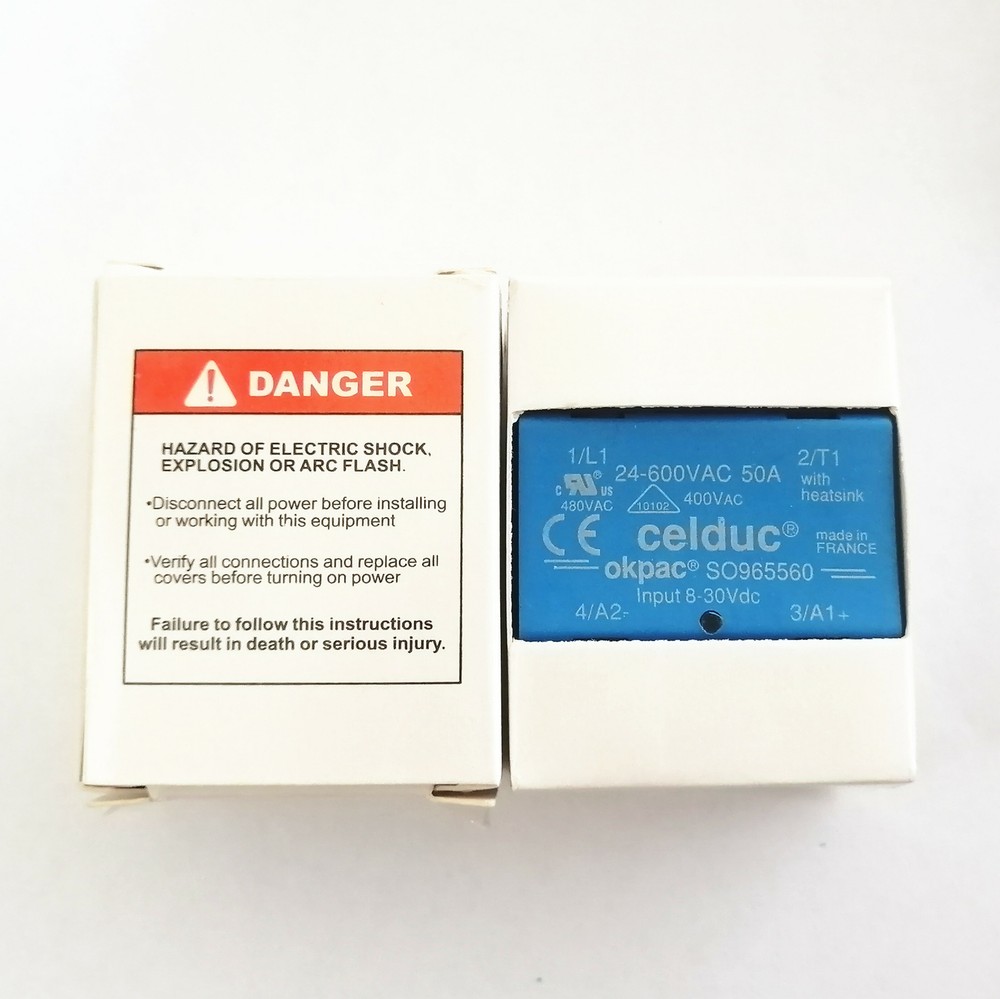 DANGER
HAZARD OF ELECTRIC SHOCK,
EXPLOSION OR ARC FLASH.
•Disconnect all power before installing
or working with this equipment
•Verify all connections and replace all
covers before turning on power
Failure to follow this instructions
will result in death or serious injury.
1/L1 24-600VAC 50A 2/T1
with
heatsink
c RU® US
480VAC 10102 400VAC
CE celduc® made in
FRANCE
okpac® SO965560
Input 8-30Vdc
4/A2- 3/A1+